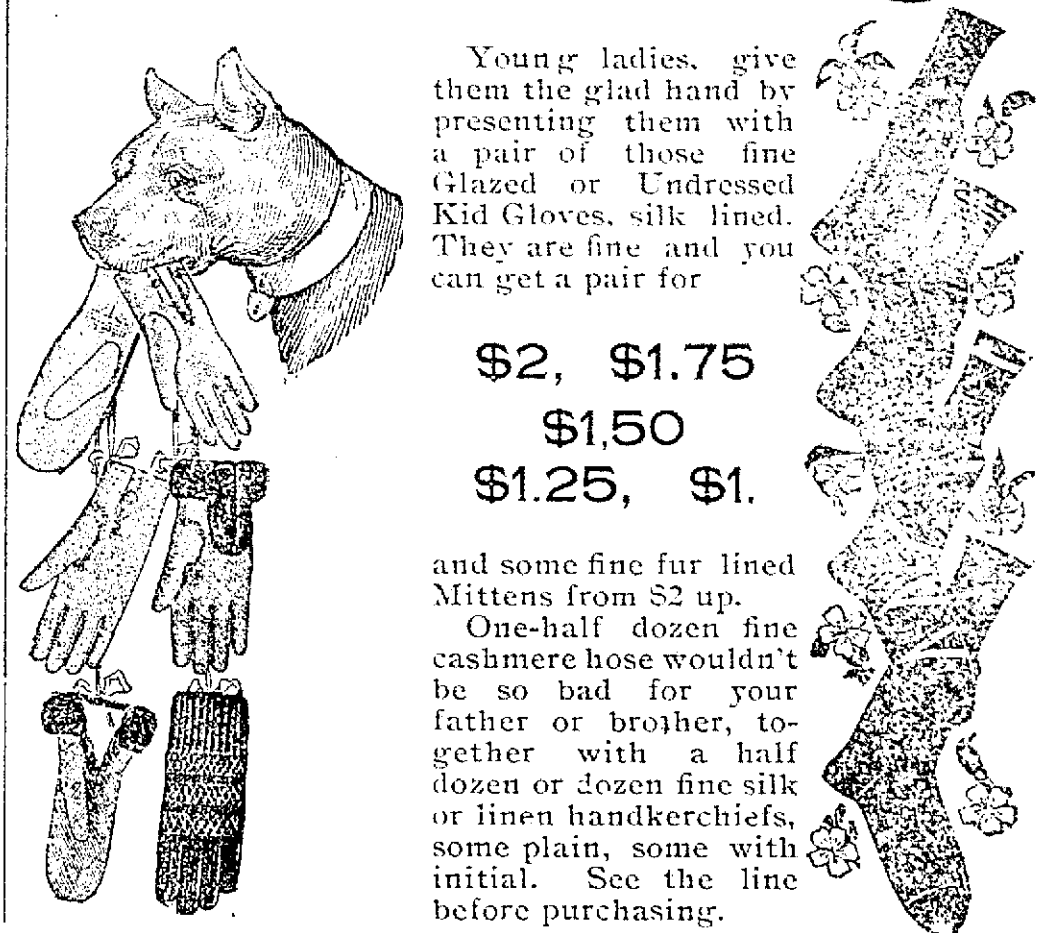 Young ladies, give
them the glad hand by
presenting them with
a pair of those fine
Glazed or Undressed
Kid Gloves, silk lined.
They are fine and you
can get a pair for
$2, $1.75
$1,50
$1.25, $1.
and some fine fur lined
Mittens from $2 up.
One-half dozen fine
cashmere hose wouldn't
be so bad for your
father or brother, to-
gether with a half
dozen or dozen fine silk
or linen handkerchiefs,
some plain, some with
initial. See the line
before purchasing.